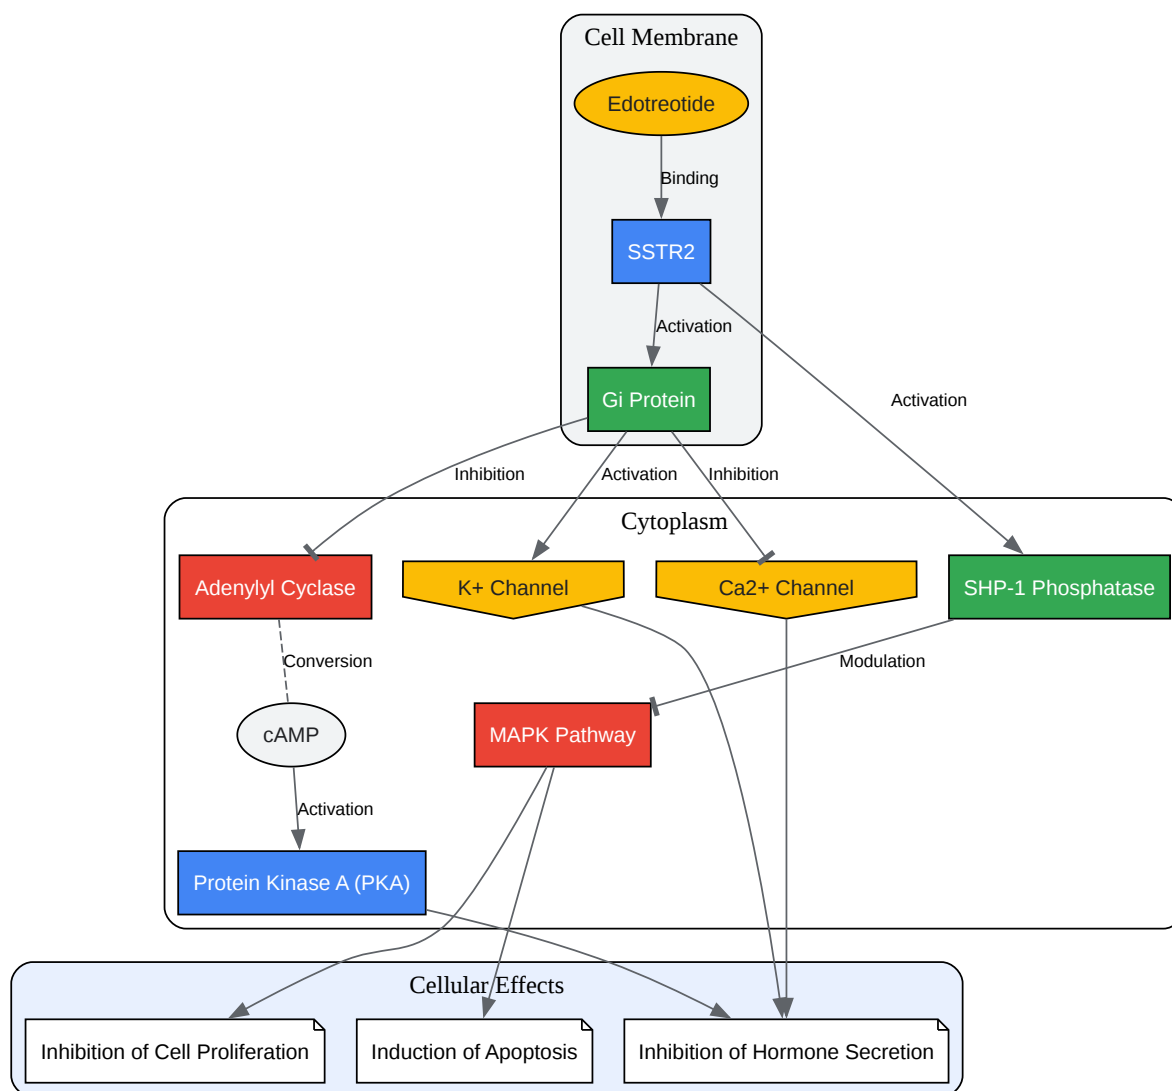 Cell Membrane
Edotreotide
Binding
SSTR2
Activation
Gi Protein
Activation
Inhibition
Activation
Inhibition
Cytoplasm
Adenylyl Cyclase
K+ Channel
Ca2+ Channel
SHP-1 Phosphatase
Conversion
Modulation
cAMP
MAPK Pathway
Activation
Protein Kinase A (PKA)
Cellular Effects
Inhibition of Cell Proliferation
Induction of Apoptosis
Inhibition of Hormone Secretion